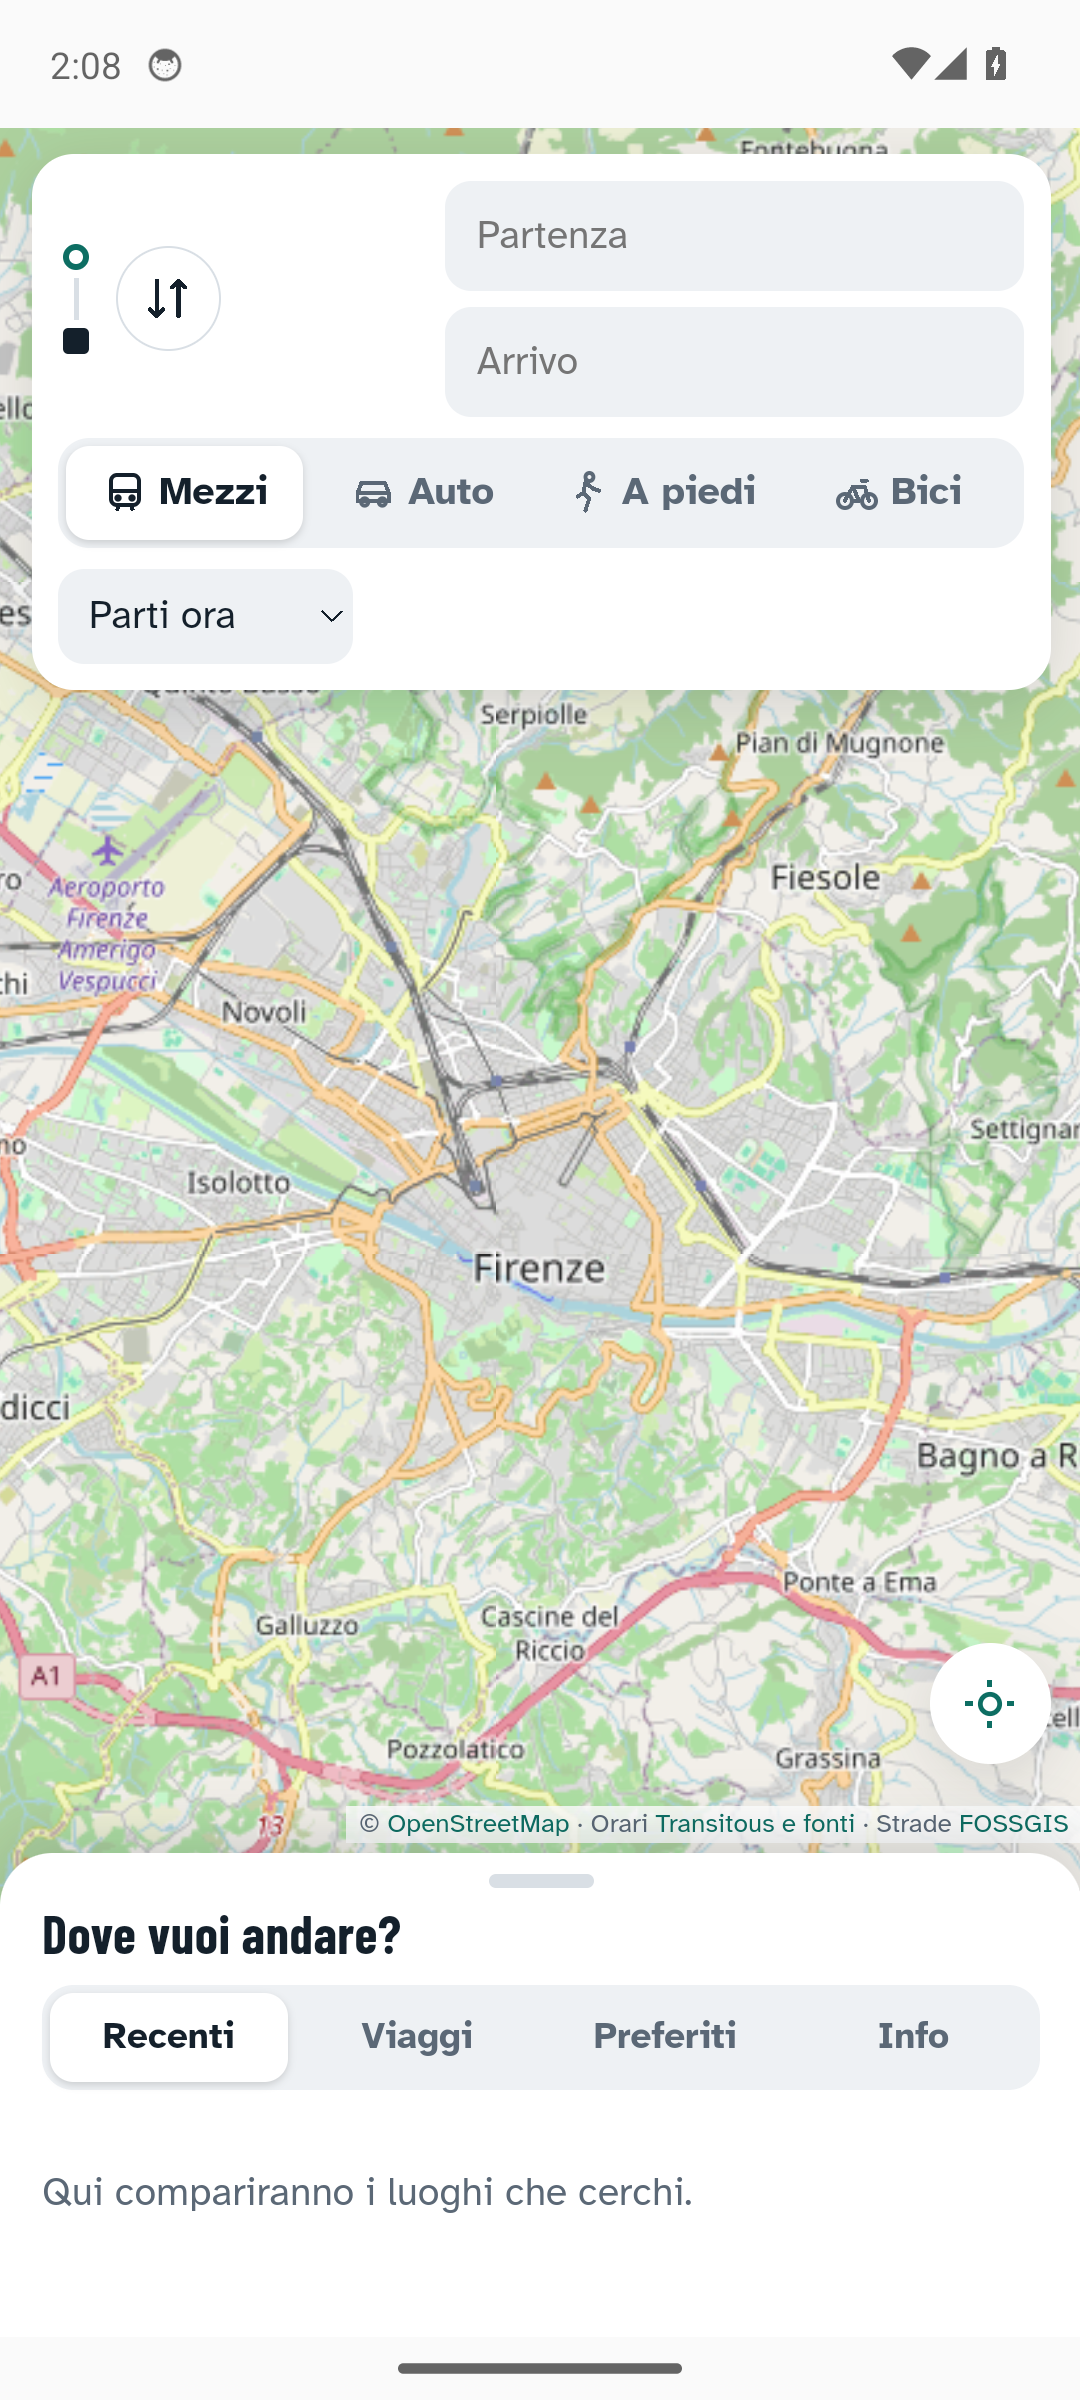 2:08
Fontebuona
Partenza
Arrivo
Mezzi
Auto
A piedi
Bici
Parti ora
Serpiolle
Pian di Mugnone
Fiesole
Aeroporto
Firenze
Amerigo
Vespucci
Novoli
Isolotto
Firenze
dicci
Bagno a R
Ponte a Ema
Galluzzo
Cascine del
Riccio
A1
Pozzolatico
Grassina
13
© OpenStreetMap · Orari Transitous e fonti · Strade FOSSGIS
Dove vuoi andare?
Recenti
Viaggi
Preferiti
Info
Qui compariranno i luoghi che cerchi.